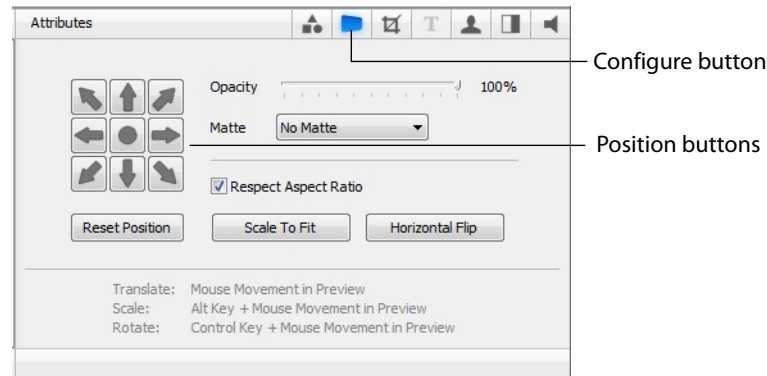 Attributes
T
Configure button
Opacity 100%
Matte No Matte
Position buttons
Respect Aspect Ratio
Reset Position Scale To Fit Horizontal Flip
Translate: Mouse Movement in Preview
Scale: Alt Key + Mouse Movement in Preview
Rotate: Control Key + Mouse Movement in Preview